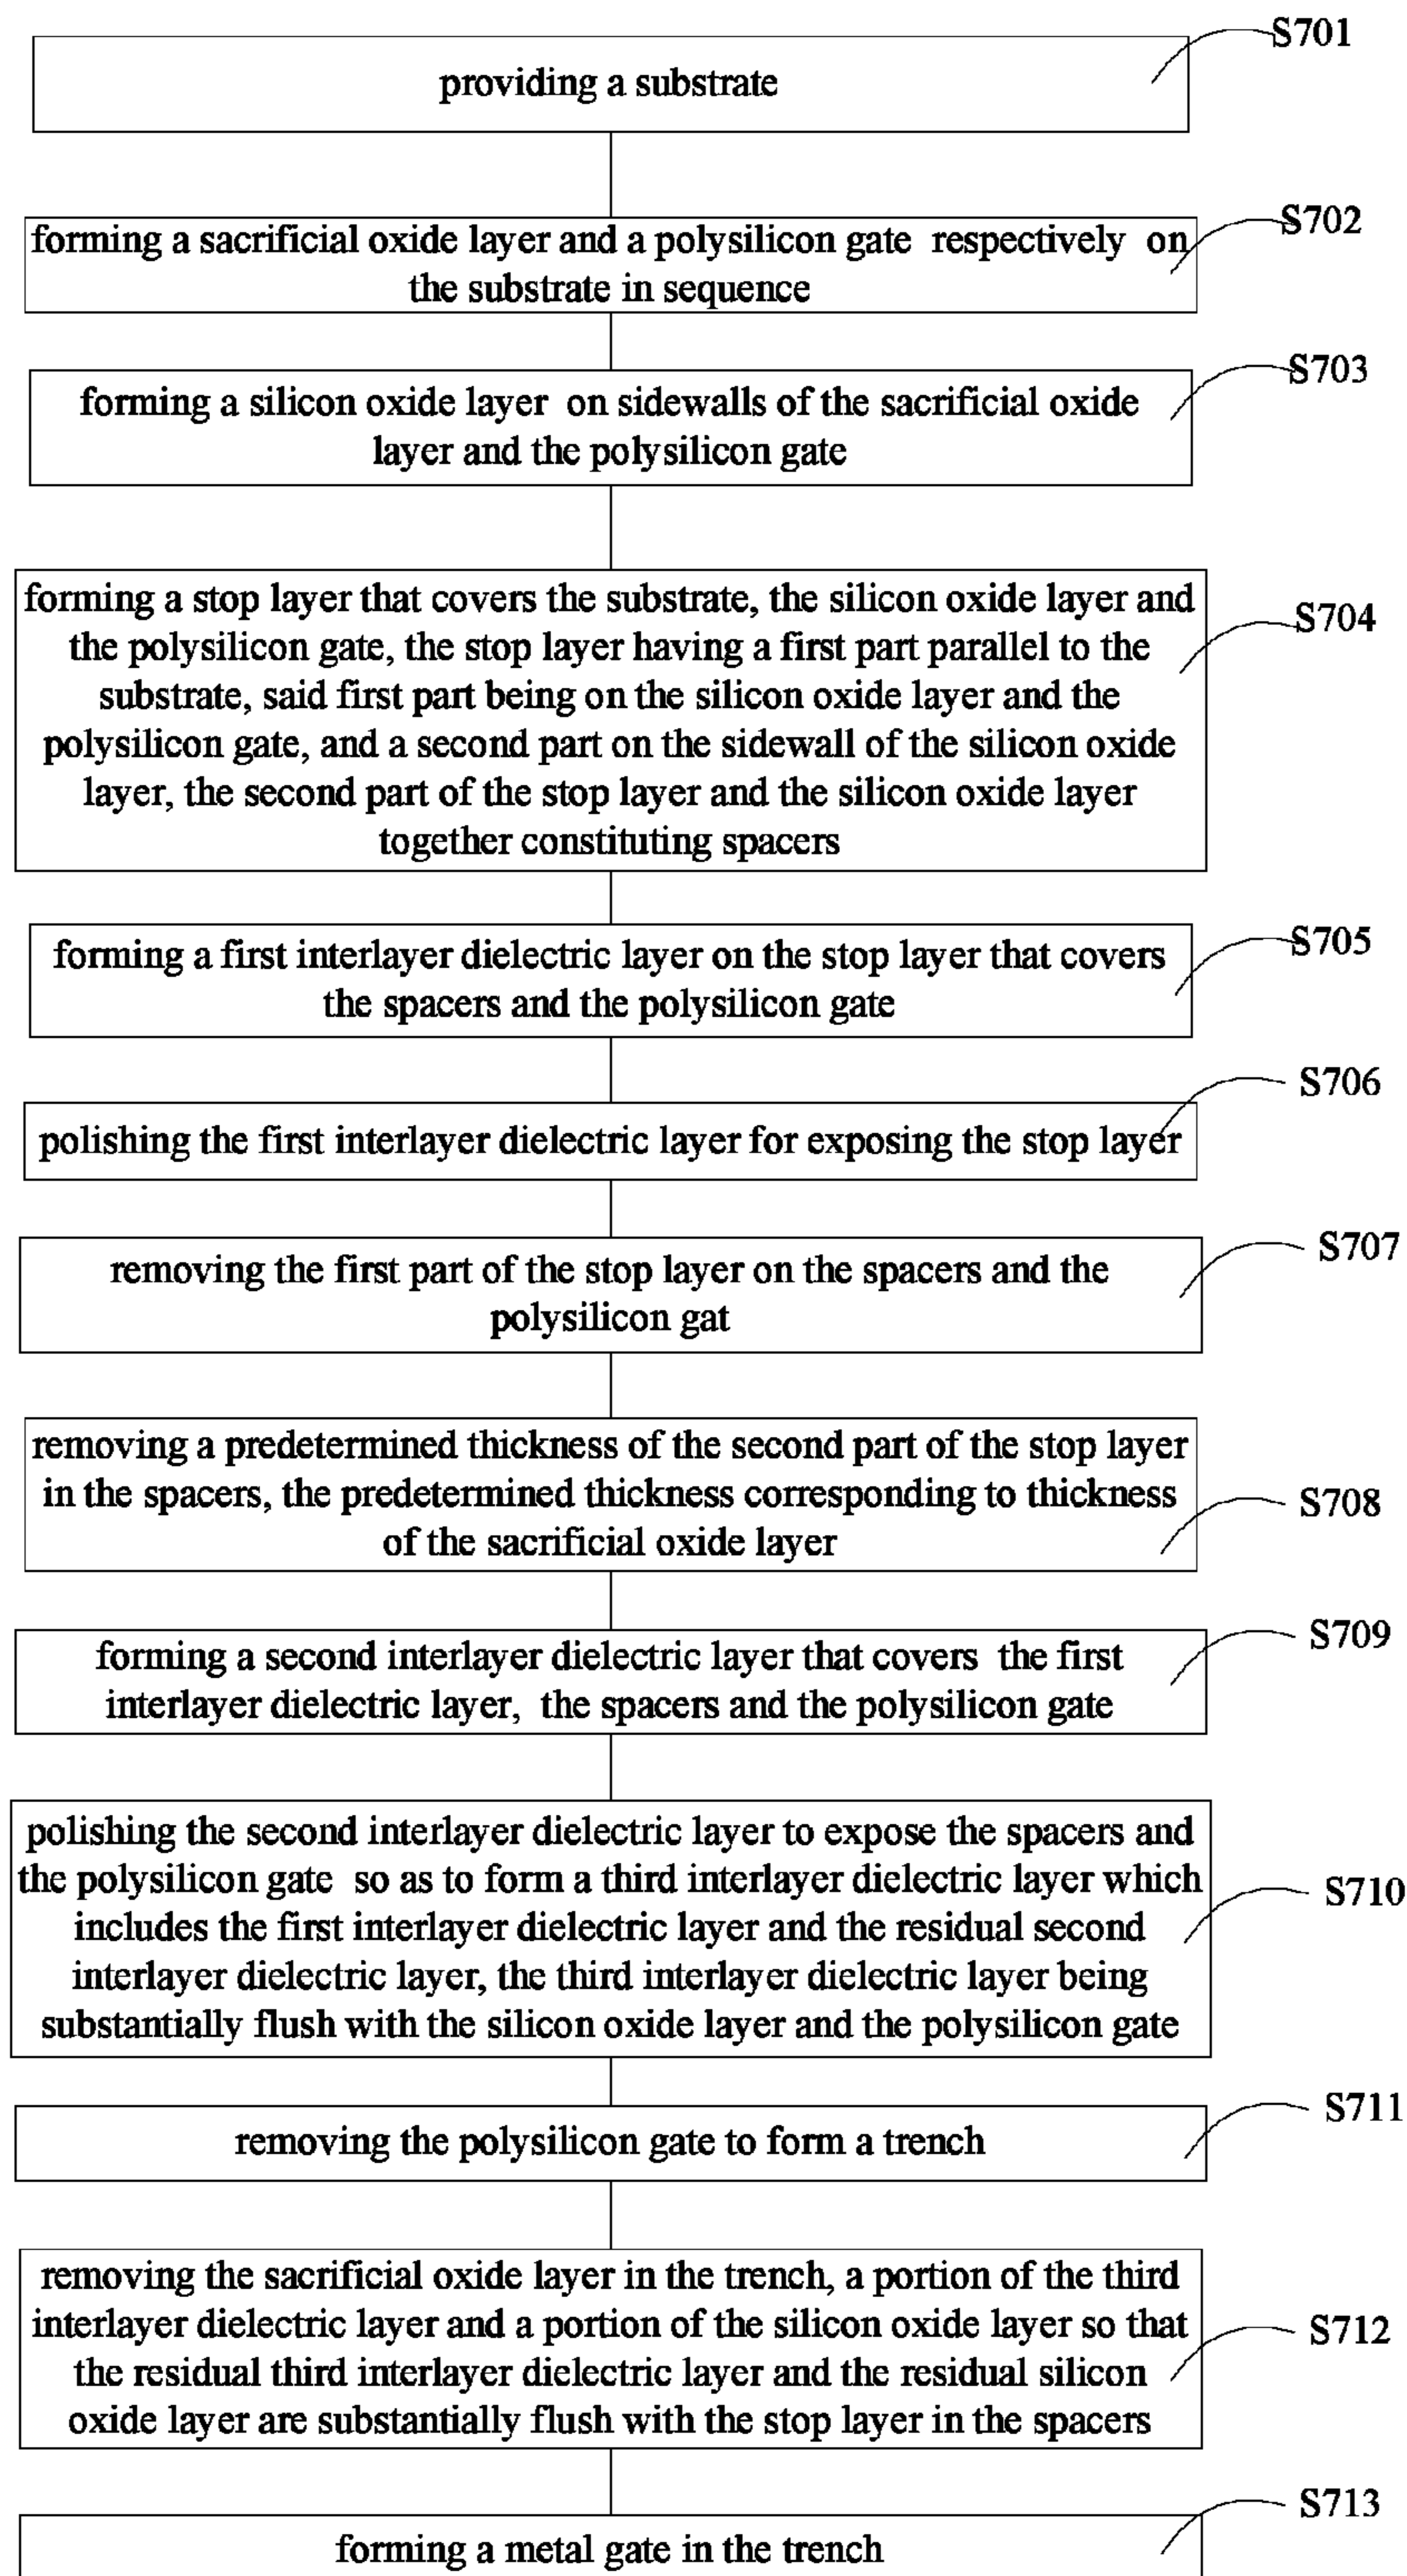 S701
providing a substrate
S702
forming a sacrificial oxide layer and a polysilicon gate respectively on
the substrate in sequence
S703
forming a silicon oxide layer on sidewalls of the sacrificial oxide
layer and the polysilicon gate
S704
forming a stop layer that covers the substrate, the silicon oxide layer and
the polysilicon gate, the stop layer having a first part parallel to the
substrate, said first part being on the silicon oxide layer and the
polysilicon gate, and a second part on the sidewall of the silicon oxide
layer, the second part of the stop layer and the silicon oxide layer
together constituting spacers
S705
forming a first interlayer dielectric layer on the stop layer that covers
the spacers and the polysilicon gate
S706
polishing the first interlayer dielectric layer for exposing the stop layer
S707
removing the first part of the stop layer on the spacers and the
polysilicon gat
S708
removing a predetermined thickness of the second part of the stop layer
in the spacers, the predetermined thickness corresponding to thickness
of the sacrificial oxide layer
S709
forming a second interlayer dielectric layer that covers the first
interlayer dielectric layer, the spacers and the polysilicon gate
S710
polishing the second interlayer dielectric layer to expose the spacers and
the polysilicon gate so as to form a third interlayer dielectric layer which
includes the first interlayer dielectric layer and the residual second
interlayer dielectric layer, the third interlayer dielectric layer being
substantially flush with the silicon oxide layer and the polysilicon gate
S711
removing the polysilicon gate to form a trench
S712
removing the sacrificial oxide layer in the trench, a portion of the third
interlayer dielectric layer and a portion of the silicon oxide layer so that
the residual third interlayer dielectric layer and the residual silicon
oxide layer are substantially flush with the stop layer in the spacers
S713
forming a metal gate in the trench